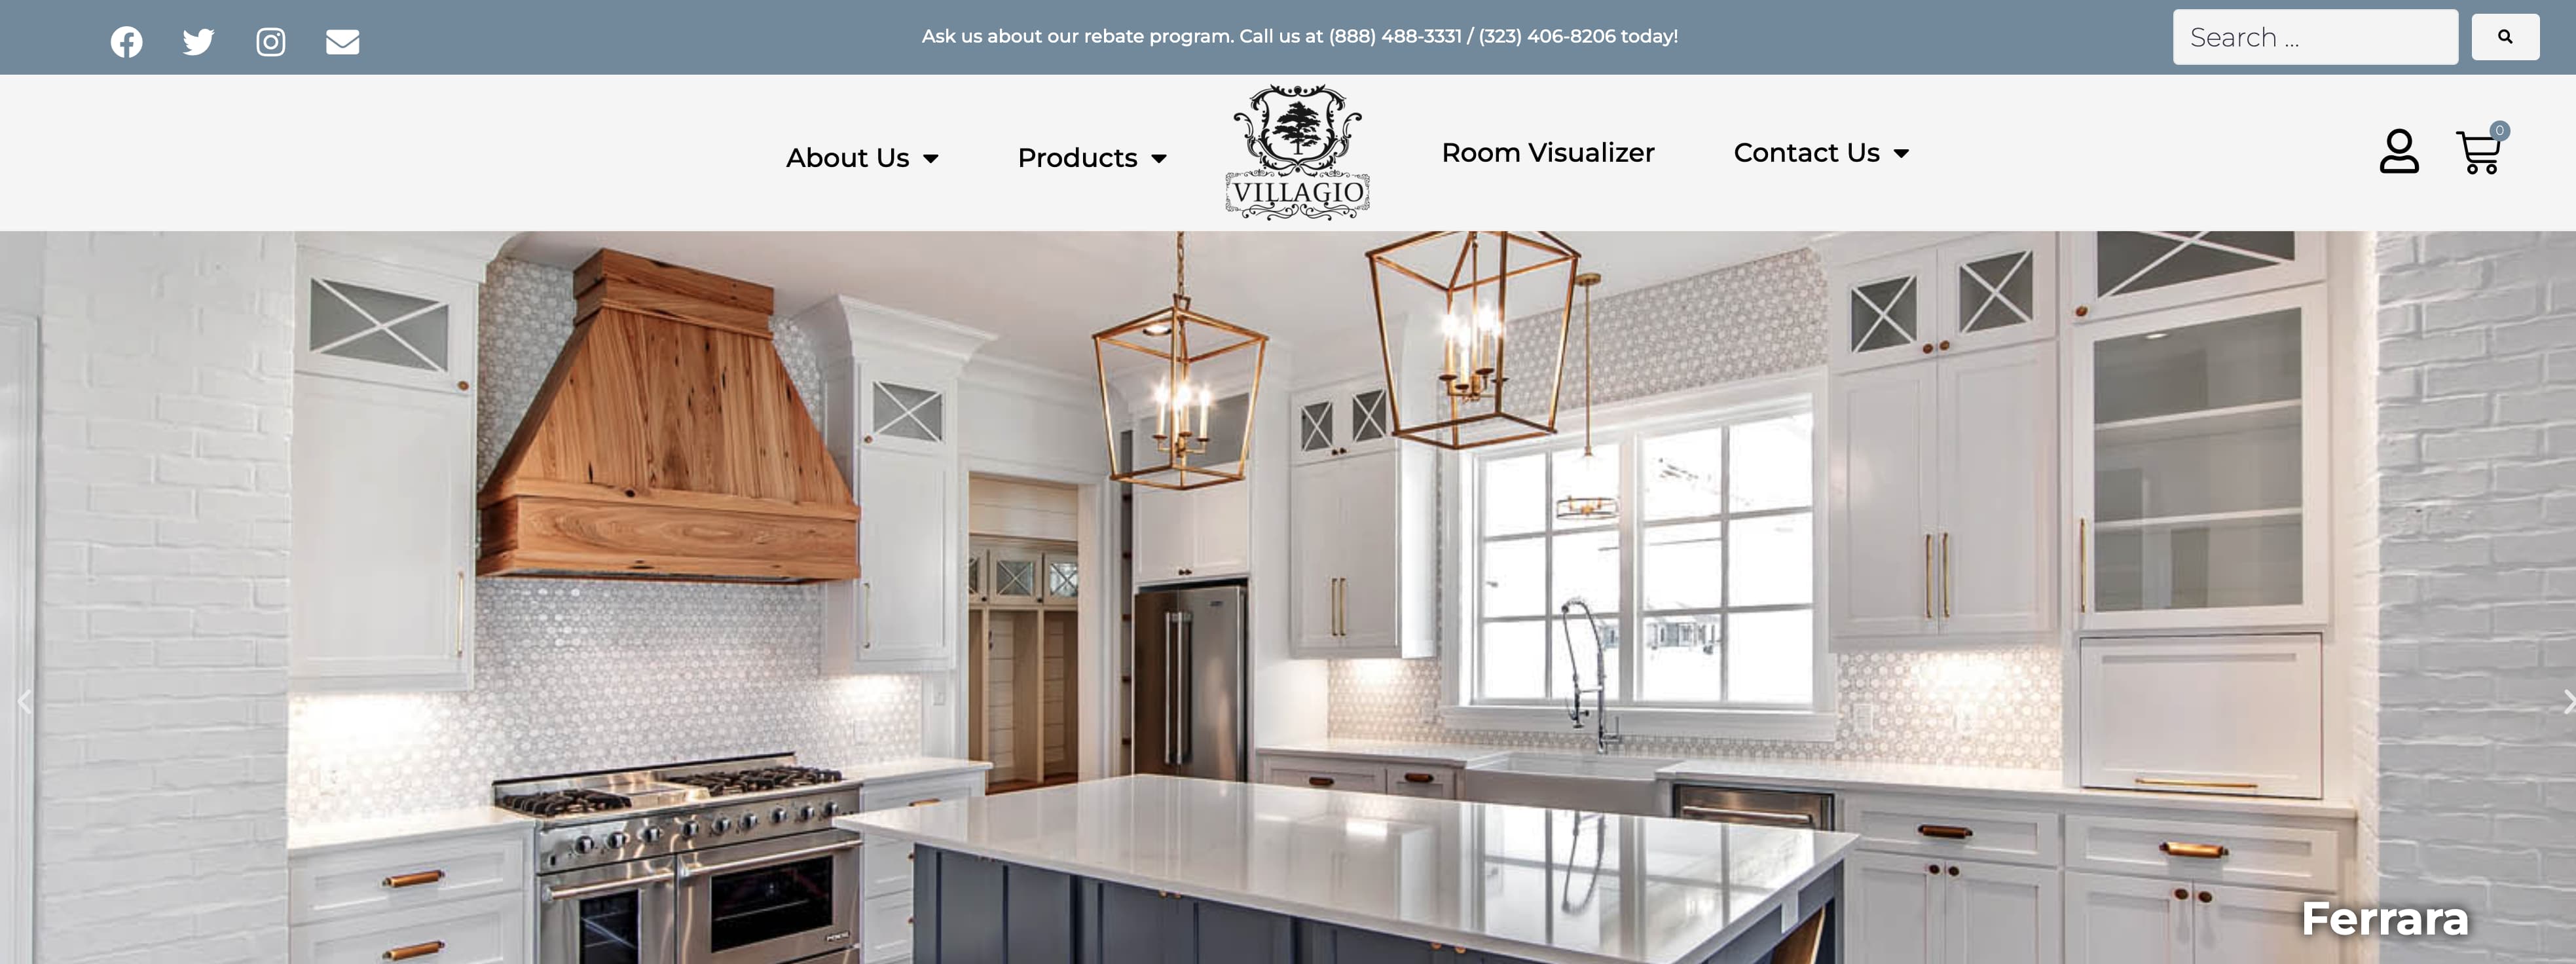 Ask us about our rebate program. Call us at (888) 488-3331 / (323) 406-8206 today!
Search ...
About Us
Products
VILLAGIO
Room Visualizer
Contact Us
0
Ferrara